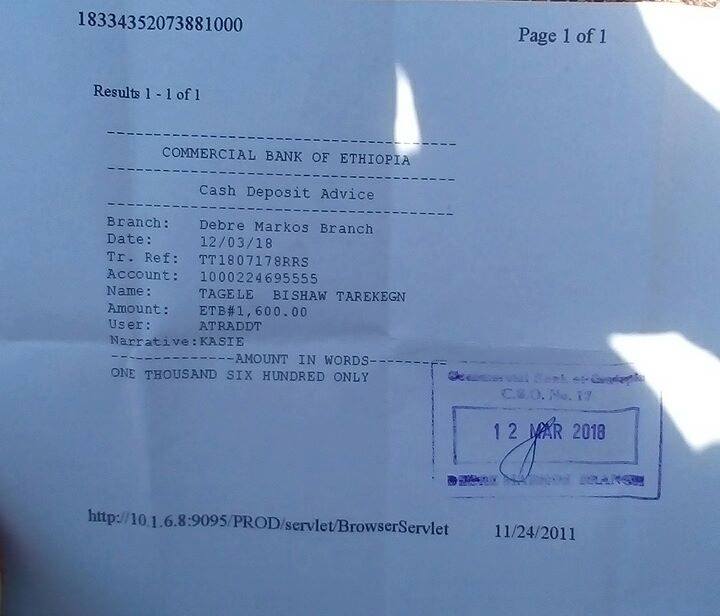 18334352073881000
Page 1 of 1
Results 1 - 1 of 1
COMMERCIAL BANK OF ETHIOPIA
Cash Deposit Advice
Branch: Debre Markos Branch
Date: 12/03/18
Tr. Ref: TT1807178RRS
Account: 1000224695555
Name: TAGELE BISHAW TAREKEGN
Amount: ETB#1,600.00
User: ATRADDT
Narrative:KASIE
--------------AMOUNT IN WORDS---------
ONE THOUSAND SIX HUNDRED ONLY
Commercial Bank of Ethiopia
C.S.O. No. 17
12 MAR 2018
DEBRE MARKOS BRANCH
http://10.1.6.8:9095/PROD/servlet/BrowserServlet
11/24/2011